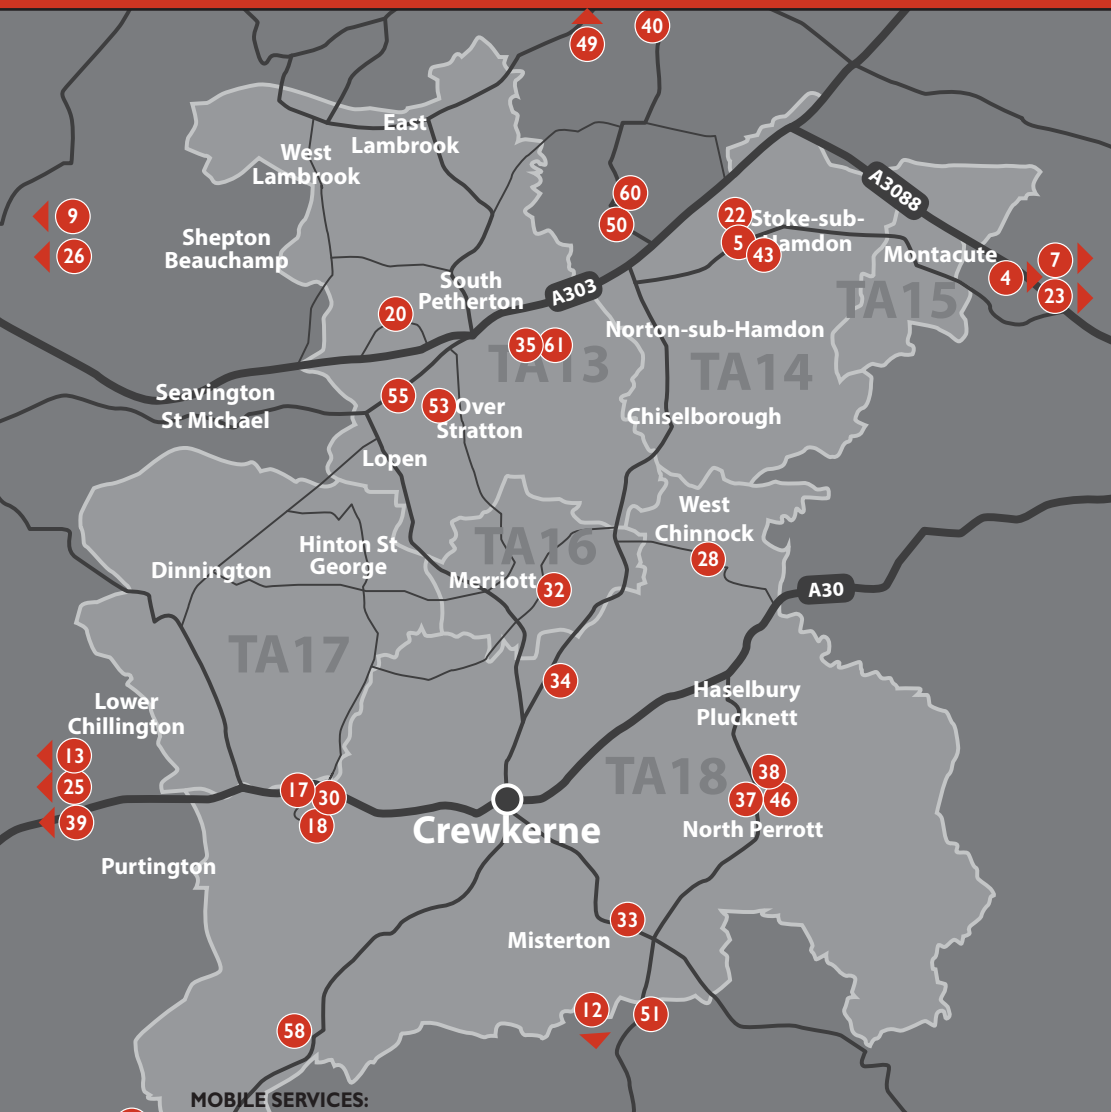 40
49
East
Lambrook
West
Lambrook
A3088
60
9
22
Stoke-sub-
50
Shepton
Beauchamp
5
Hamdon
43
26
Montacute
7
4
South
Petherton
A303
23
TA15
20
Norton-sub-Hamdon
35
61
TA13
TA14
Seavington
St Michael
55
53
Over
Stratton
Chiselborough
Lopen
West
Chinnock
Hinton St
George
TA16
28
Dinnington
Merriott
32
A30
TA17
34
Haselbury
Plucknett
Lower
Chillington
13
38
TA18
25
17
30
37
46
39
18
Crewkerne
North Perrott
Purtington
33
Misterton
12
51
58
MOBILE SERVICES: